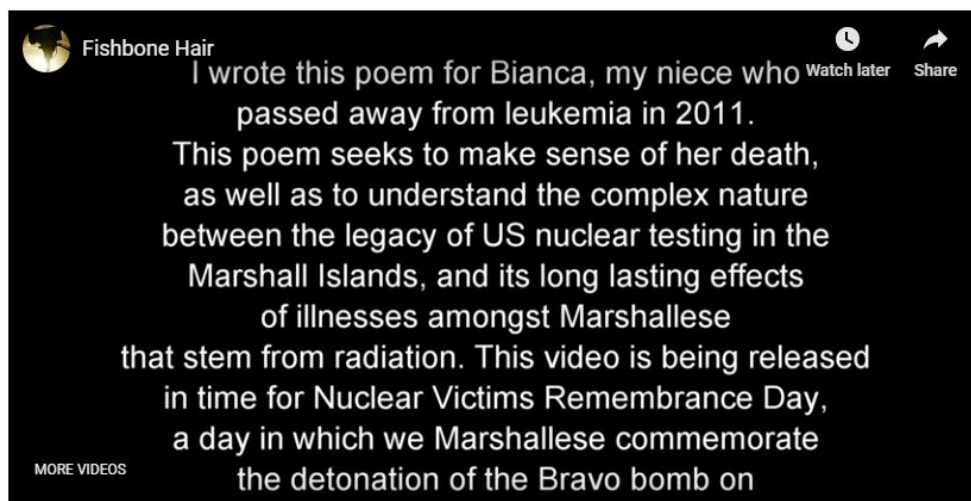 Fishbone Hair
Watch later
Share
I wrote this poem for Bianca, my niece who
passed away from leukemia in 2011.
This poem seeks to make sense of her death,
as well as to understand the complex nature
between the legacy of US nuclear testing in the
Marshall Islands, and its long lasting effects
of illnesses amongst Marshallese
that stem from radiation. This video is being released
in time for Nuclear Victims Remembrance Day,
a day in which we Marshallese commemorate
MORE VIDEOS
the detonation of the Bravo bomb on